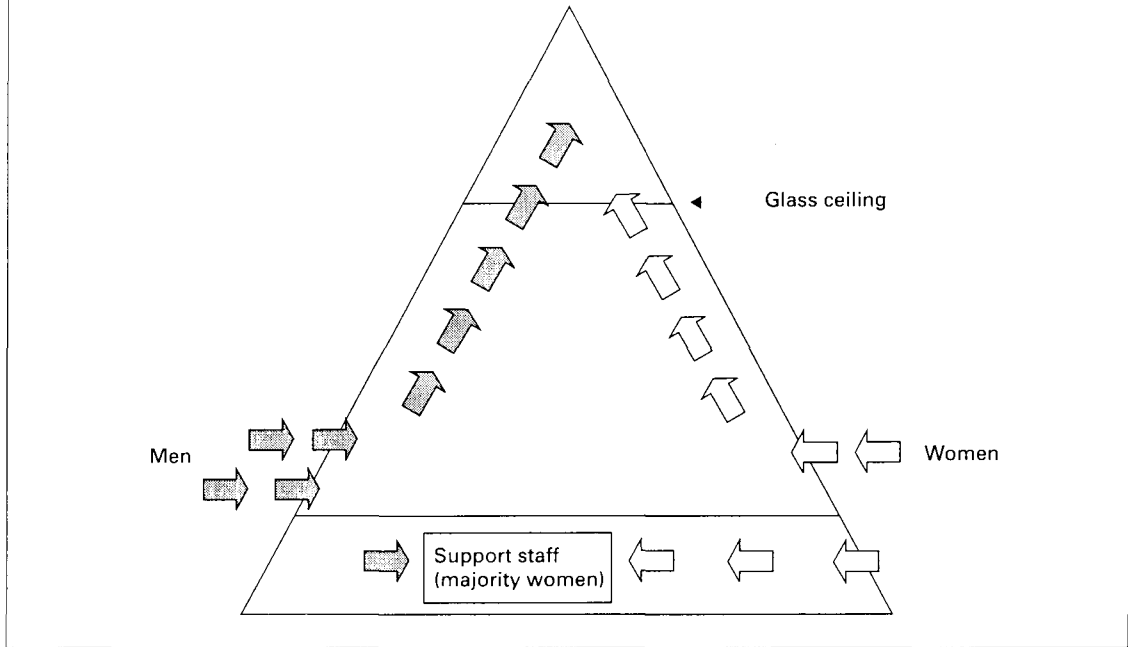 Glass ceiling
Men
Women
Support staff
(majority women)